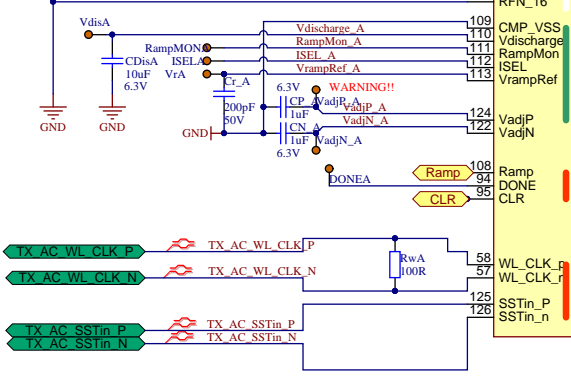 RFN_16
109
CMP_VSS
VdisA
Vdischarge_A
110
Vdischarge
RampMONA
RampMon_A
111
RampMon
CDisA
ISELA
ISEL_A
112
ISEL
10uF
VrA
VrampRef_A
113
VrampRef
6.3V
Cr_A
6.3V
WARNING!!
CP_A
VadjP_A
200pF
1uF
VadjP_A
124
VadjP
50V
GND
GND
GND
CN_A
VadjN_A
122
VadjN
1uF
VadjN_A
6.3V
Ramp
108
Ramp
DONEA
94
DONE
CLR
95
CLR
TX_AC_WL_CLK_P
TX_AC_WL_CLK_P
RwA
58
WL_CLK_p
TX_AC_WL_CLK_N
TX_AC_WL_CLK_N
100R
57
WL_CLK_n
125
SSTin_P
TX_AC_SSTin_P
TX_AC_SSTin_P
126
SSTin_n
TX_AC_SSTin_N
TX_AC_SSTin_N